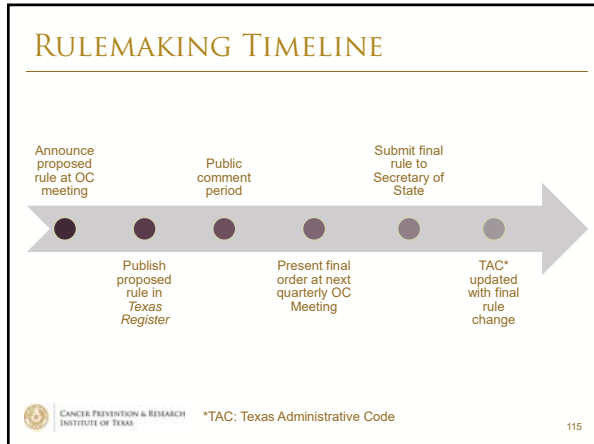 RULEMAKING TIMELINE
Announce
proposed
rule at OC
meeting
Publish
proposed
rule in
Texas
Register
Public
comment
period
Present final
order at next
quarterly OC
Meeting
Submit final
rule to
Secretary of
State
TAC*
updated
with final
rule
change
CANCER PREVENTION & RESEARCH
INSTITUTE OF TEXAS
*TAC: Texas Administrative Code
115